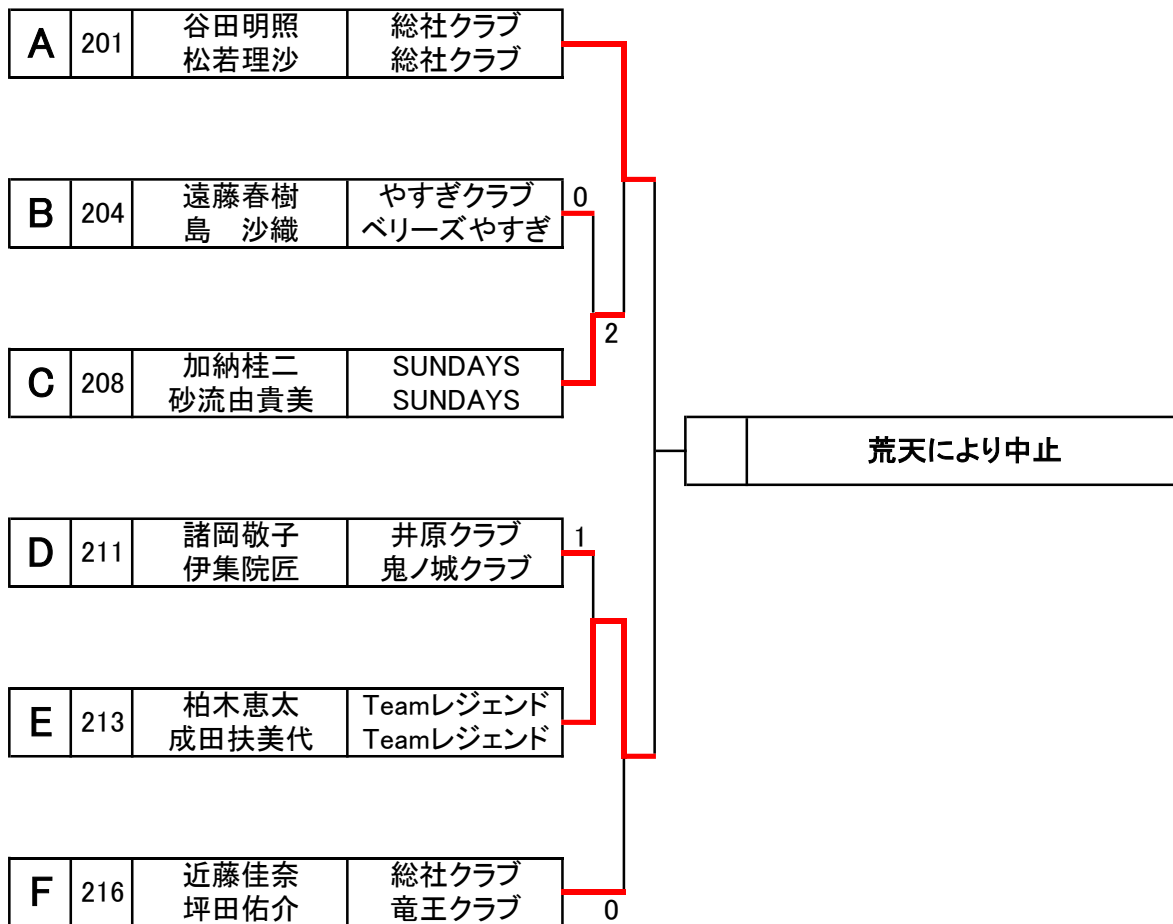 A 201 谷田明照 総社クラブ
松若理沙 総社クラブ
B 204 遠藤春樹 やすぎクラブ 0
島　沙織 ベリーズやすぎ
2
C 208 加納桂二 SUNDAYS
砂流由貴美 SUNDAYS
荒天により中止
D 211 諸岡敬子 井原クラブ 1
伊集院匠 鬼ノ城クラブ
E 213 柏木恵太 Teamレジェンド
成田扶美代 Teamレジェンド
F 216 近藤佳奈 総社クラブ
坪田佑介 竜王クラブ 0